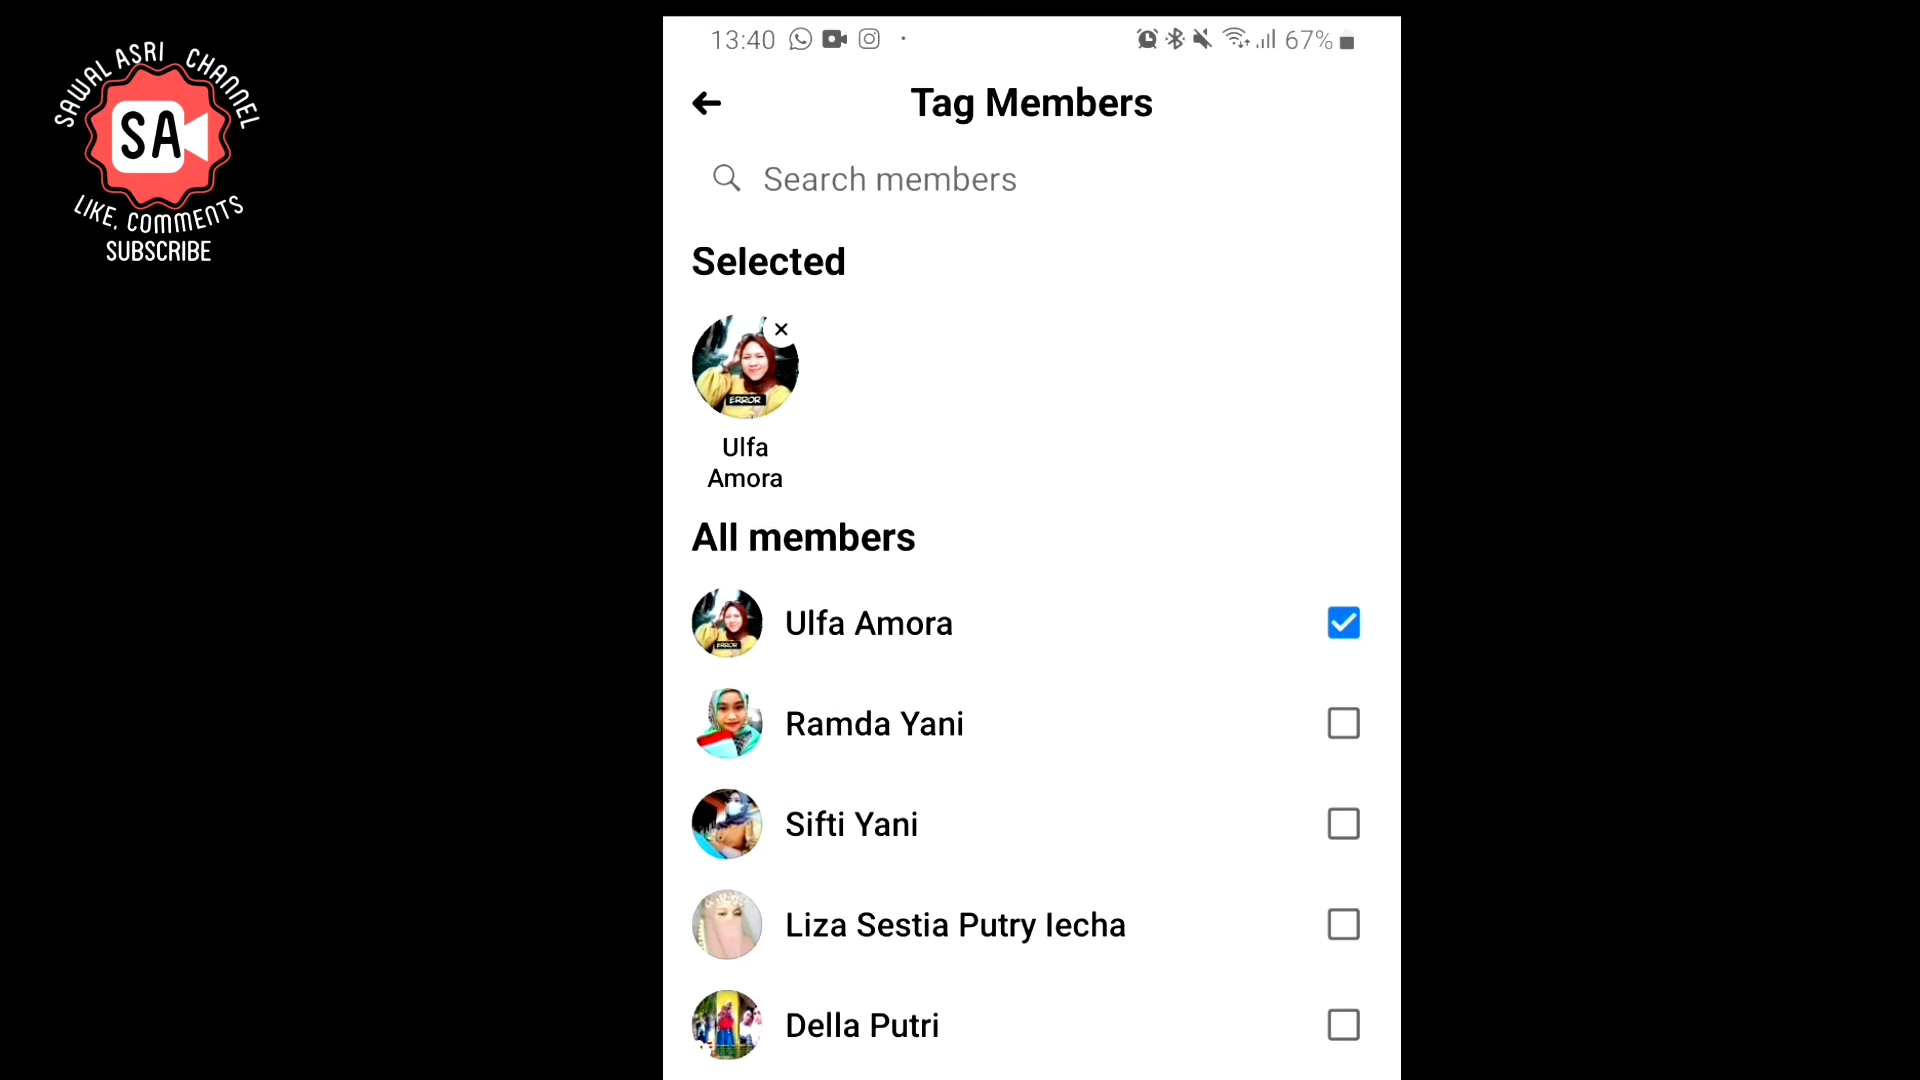 SAWAL ASRI CHANNEL
SA
LIKE, COMMENTS
SUBSCRIBE
13:40
67%
Tag Members
Search members
Selected
ERROR
Ulfa
Amora
All members
ERROR
Ulfa Amora
Ramda Yani
Sifti Yani
Liza Sestia Putry Iecha
Della Putri